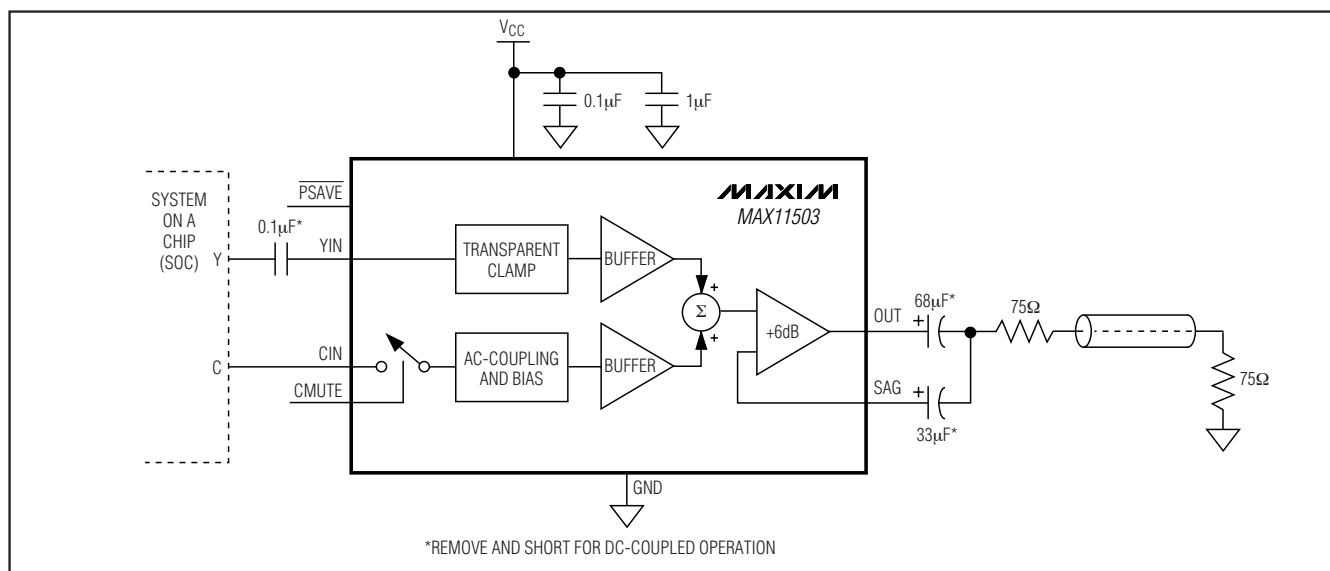 VCC
0.1µF
1µF
SYSTEM
ON A
CHIP
(SOC)
Y
C
0.1µF*
PSAVE
YIN
CIN
CMUTE
MAXIM
MAX11503
TRANSPARENT
CLAMP
BUFFER
AC-COUPLING
AND BIAS
BUFFER
+
Σ
+
+6dB
OUT
SAG
68µF*
+
33µF*
+
75Ω
75Ω
GND
*REMOVE AND SHORT FOR DC-COUPLED OPERATION